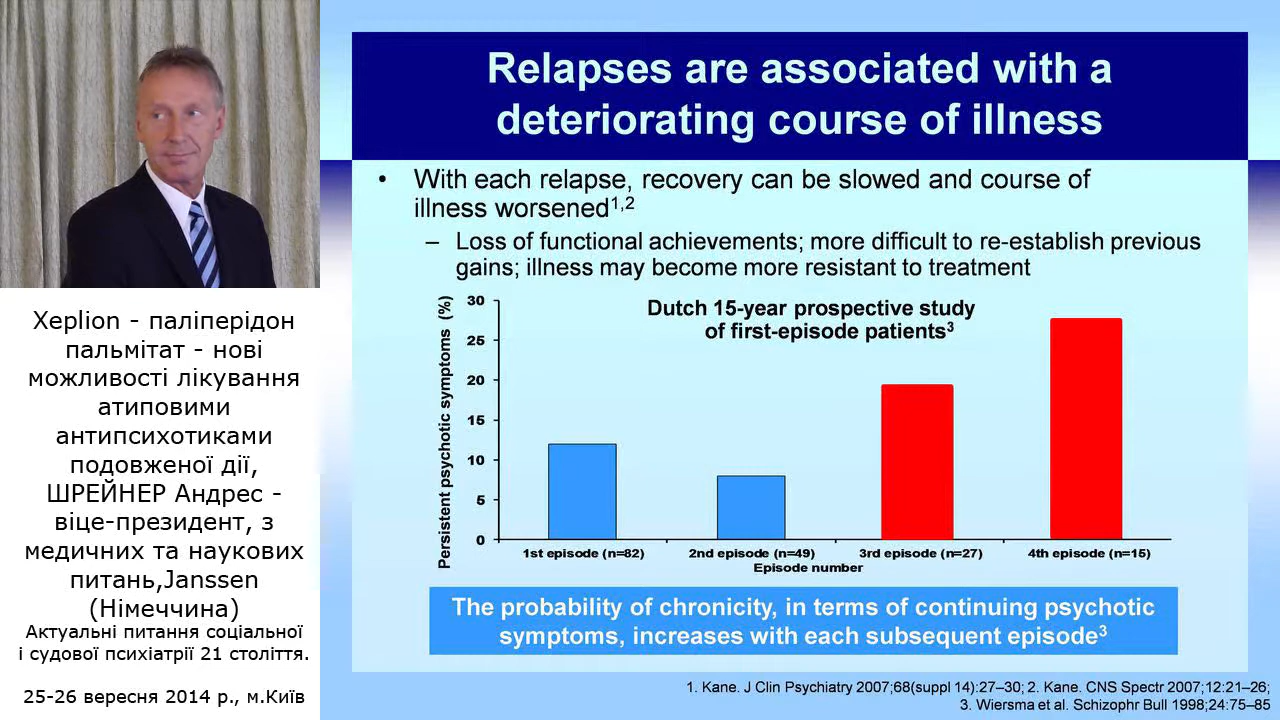 Relapses are associated with a
deteriorating course of illness
• With each relapse, recovery can be slowed and course of
illness worsened1,2
– Loss of functional achievements; more difficult to re-establish previous
gains; illness may become more resistant to treatment
Dutch 15-year prospective study
of first-episode patients3
Persistent psychotic symptoms (%)
30
25
20
15
10
5
0
1st episode (n=82) 2nd episode (n=49) 3rd episode (n=27) 4th episode (n=15)
Episode number
The probability of chronicity, in terms of continuing psychotic
symptoms, increases with each subsequent episode3
1. Kane. J Clin Psychiatry 2007;68(suppl 14):27–30; 2. Kane. CNS Spectr 2007;12:21–26;
3. Wiersma et al. Schizophr Bull 1998;24:75–85
Xeplion - паліперідон
пальмітат - нові
можливості лікування
атиповими
антипсихотиками
подовженої дії,
ШРЕЙНЕР Андрес -
віце-президент, з
медичних та наукових
питань,Janssen
(Німеччина)
Актуальні питання соціальної
і судової психіатрії 21 століття.
25-26 вересня 2014 р., м.Київ